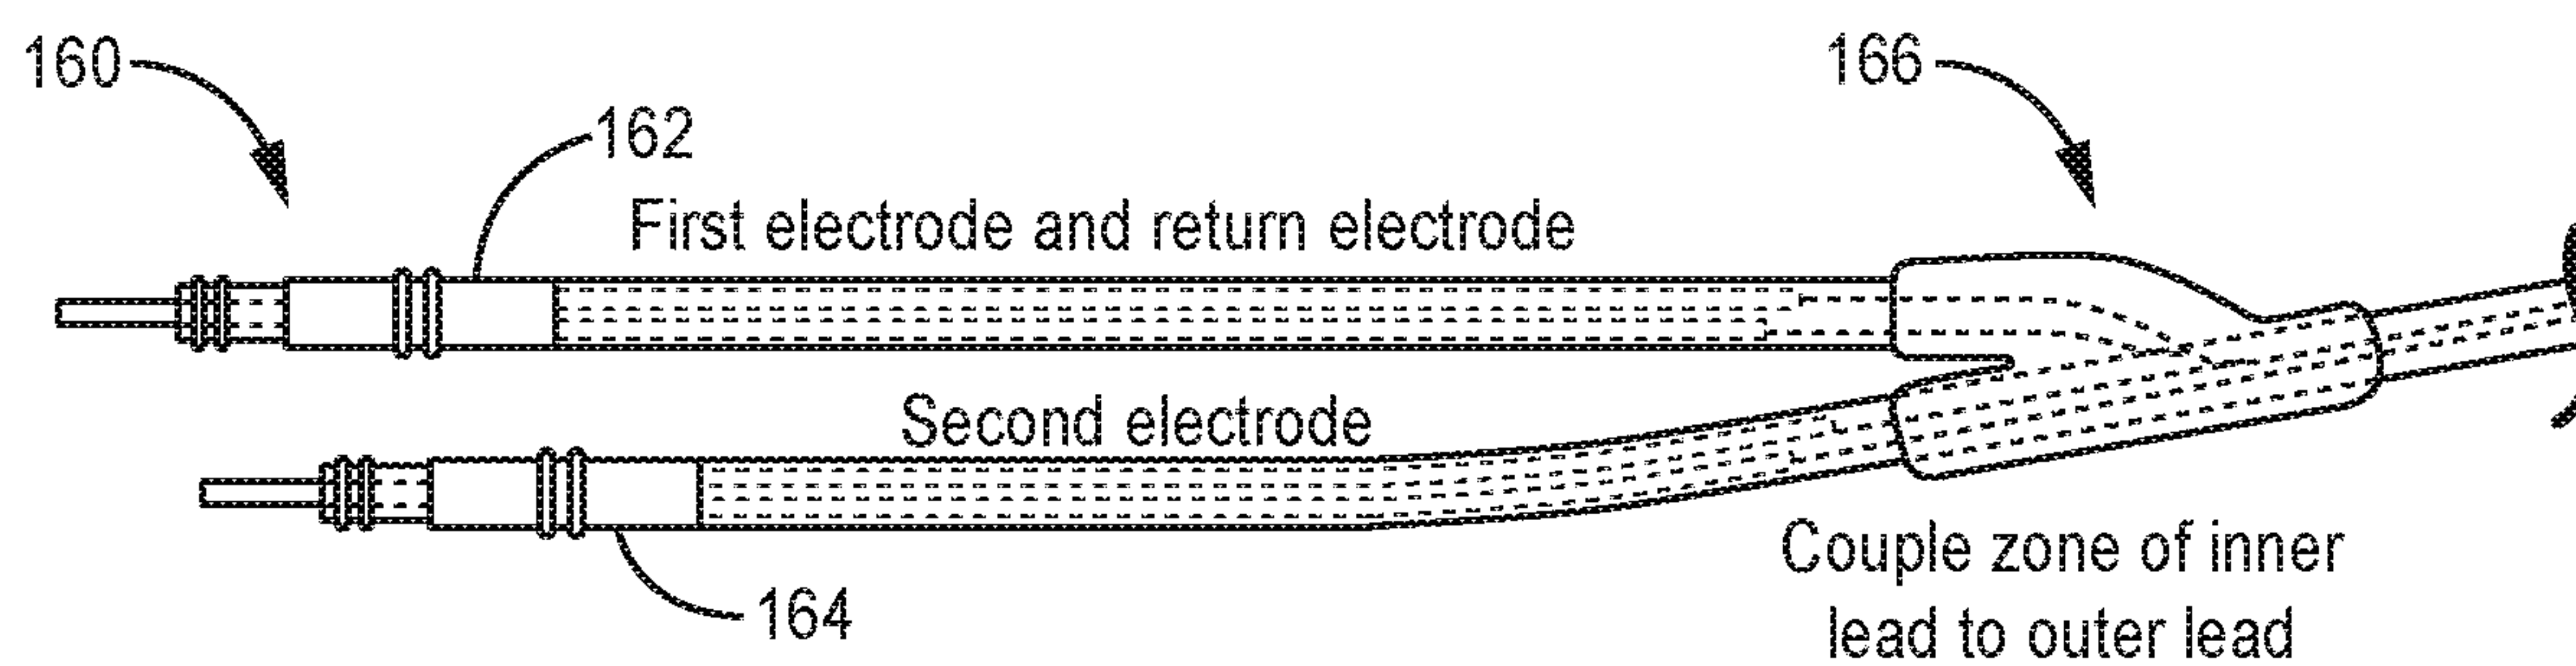 160
166
162
First electrode and return electrode
Second electrode
Couple zone of inner
lead to outer lead
164